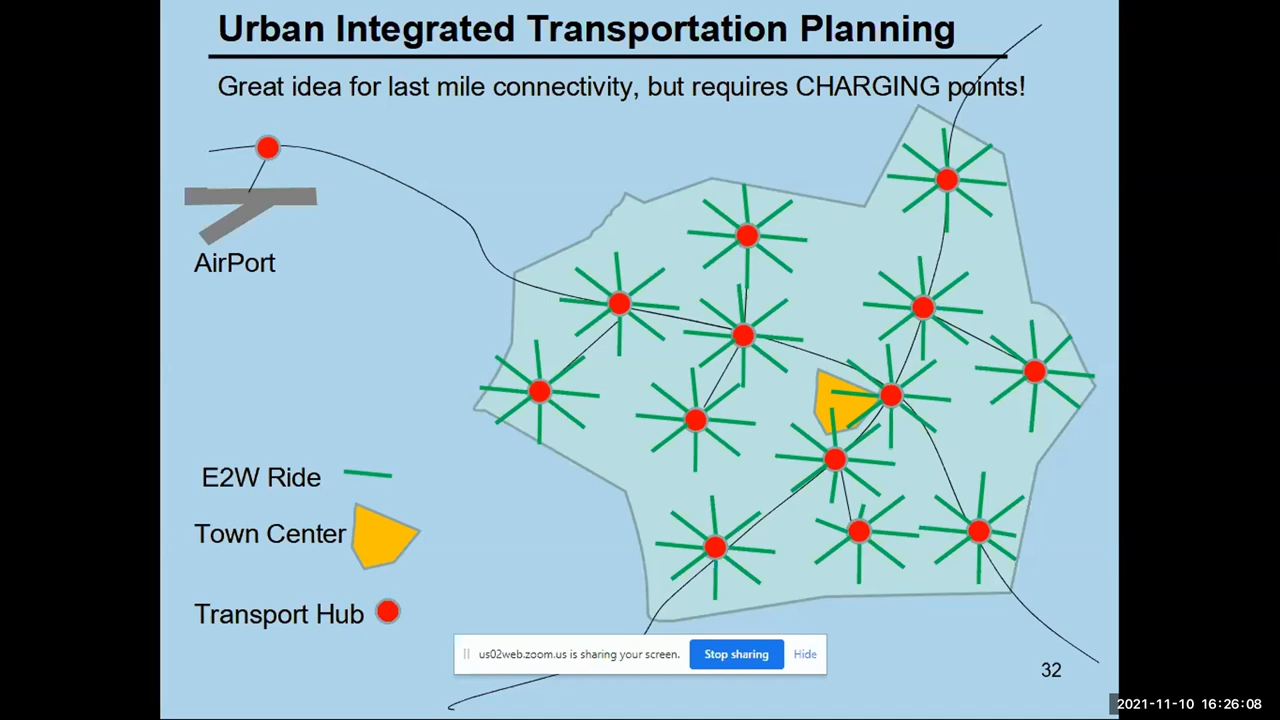 Urban Integrated Transportation Planning
Great idea for last mile connectivity, but requires CHARGING points!
AirPort
E2W Ride
Town Center
Transport Hub
us02web.zoom.us is sharing your screen. Stop sharing Hide
32
2021-11-10 16:26:08